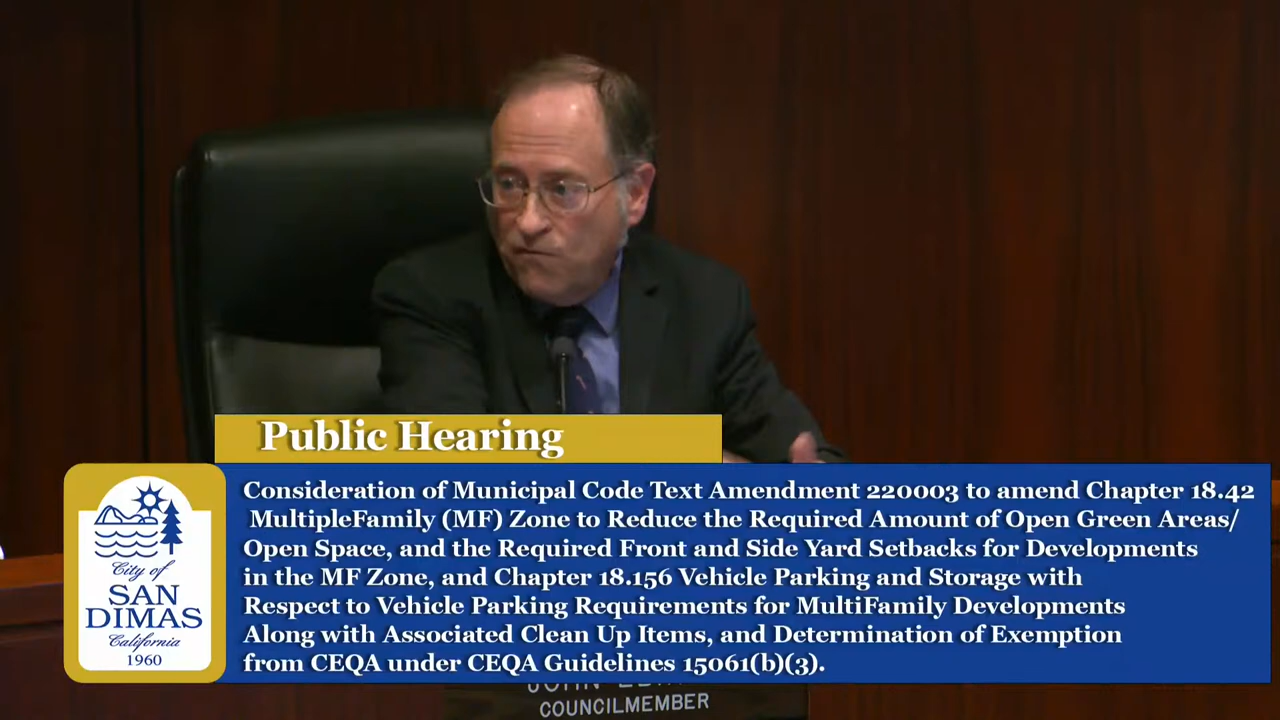 Public Hearing
Consideration of Municipal Code Text Amendment 220003 to amend Chapter 18.42
MultipleFamily (MF) Zone to Reduce the Required Amount of Open Green Areas/
Open Space, and the Required Front and Side Yard Setbacks for Developments
in the MF Zone, and Chapter 18.156 Vehicle Parking and Storage with
Respect to Vehicle Parking Requirements for MultiFamily Developments
Along with Associated Clean Up Items, and Determination of Exemption
from CEQA under CEQA Guidelines 15061(b)(3).
City of
SAN
DIMAS
California
1960
JOHN
COUNCILMEMBER